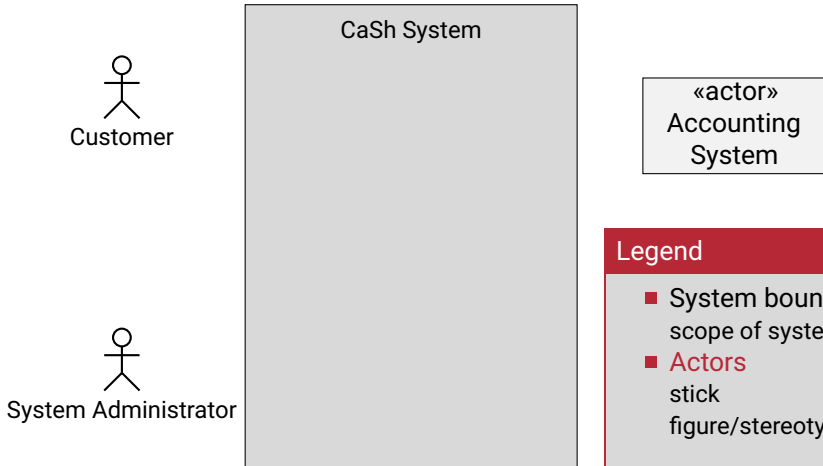 CaSh System
Customer
«actor»
Accounting
System
System Administrator
Legend
System boun
scope of syste
Actors
stick
figure/stereoty